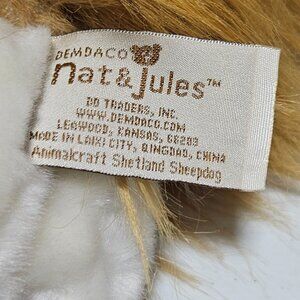 DEMDACO
nat & jules™
DD TRADERS, INC.
WWW.DEMDACO.COM
LEAWOOD, KANSAS, 66209
MADE IN LAIXI CITY, QINGDAO, CHINA
Animalcraft Shetland Sheepdog